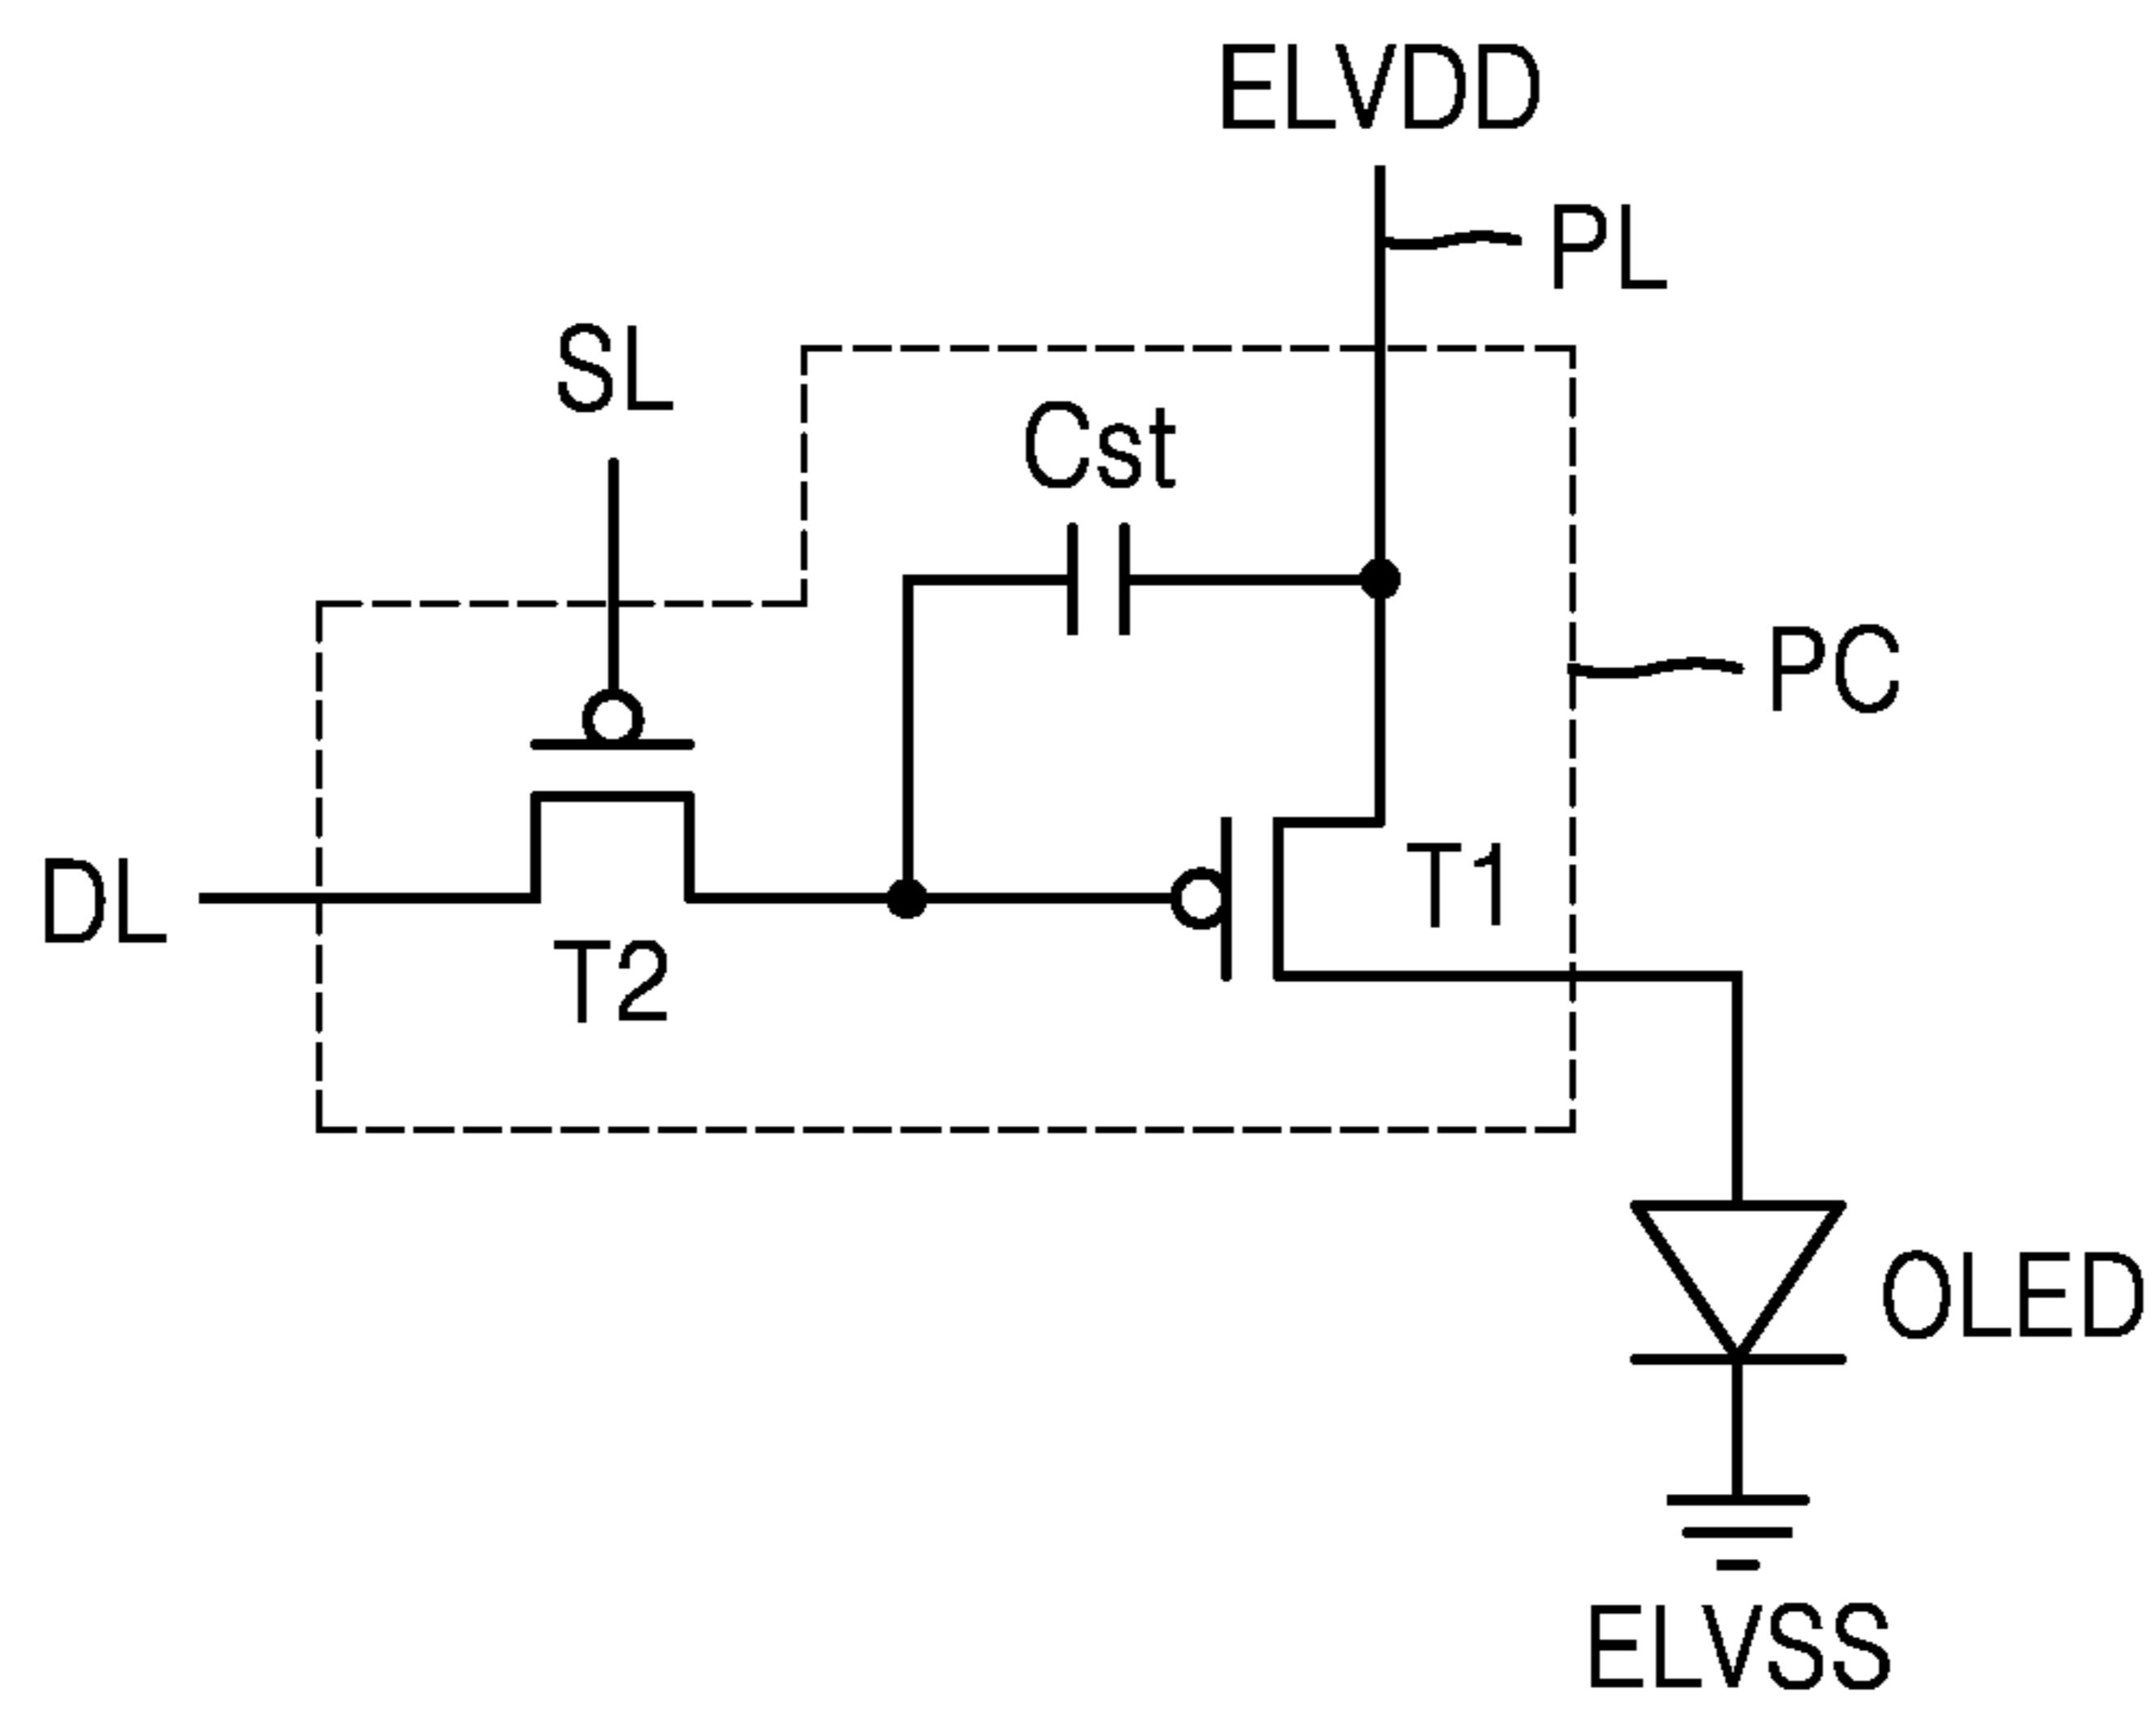 ELVDD
PL
SL
Cst
PC
DL
T1
T2
OLED
ELVSS